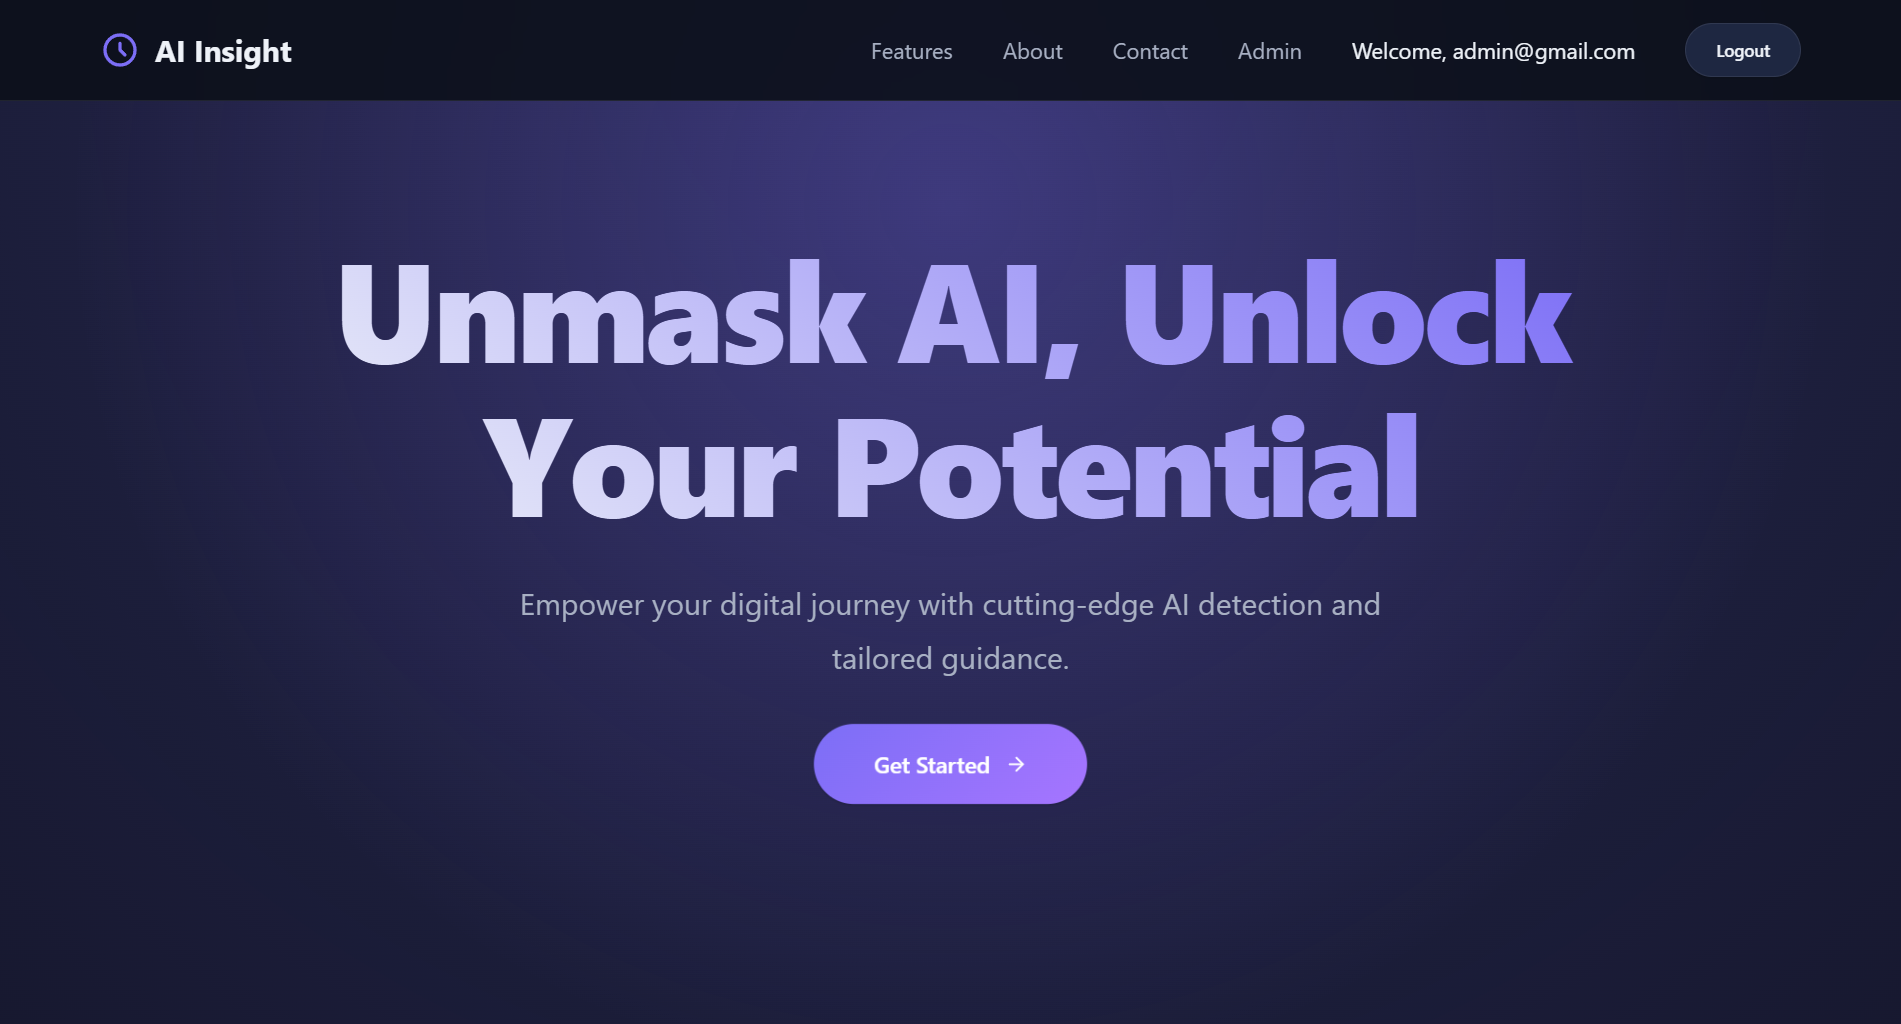 AI Insight
Features
About
Contact
Admin
Welcome, admin@gmail.com
Logout
Unmask AI, Unlock
Your Potential
Empower your digital journey with cutting-edge AI detection and
tailored guidance.
Get Started →